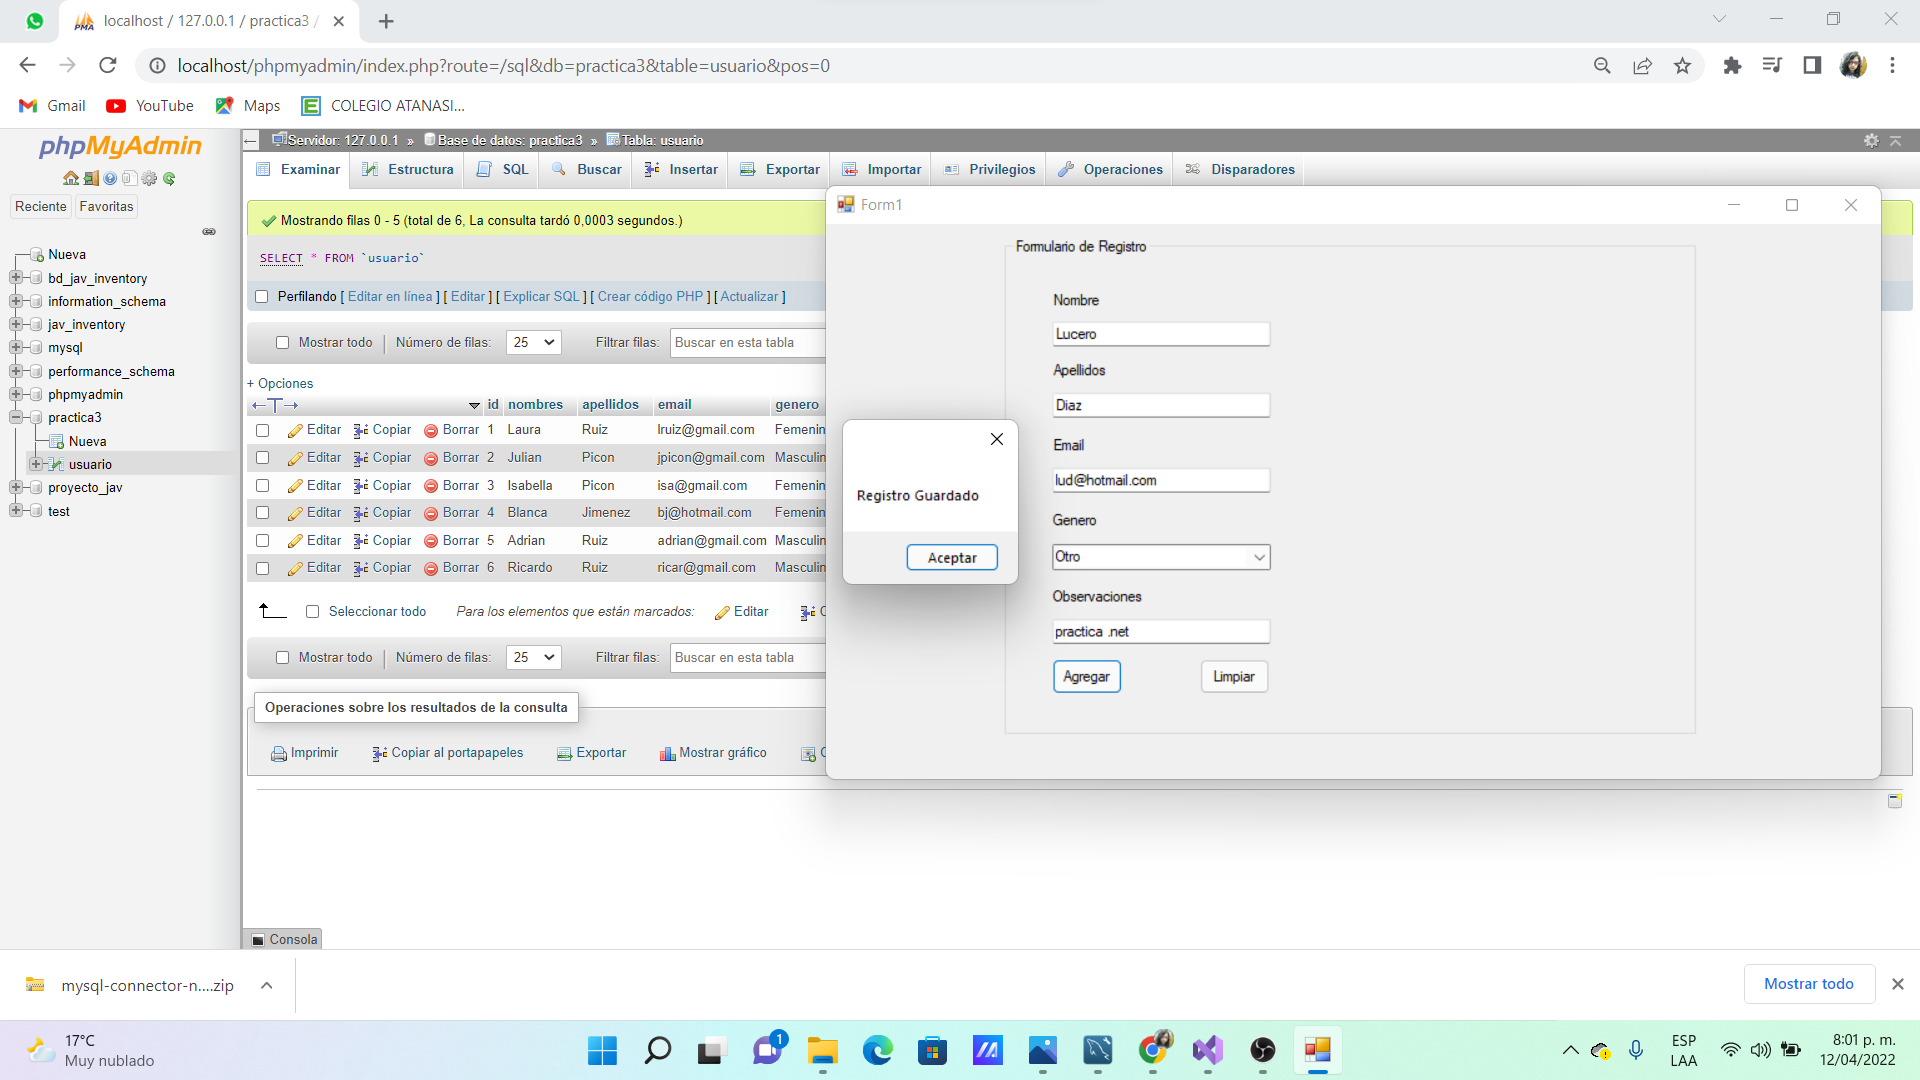 localhost / 127.0.0.1 / practica3 /
localhost/phpmyadmin/index.php?route=/sql&db=practica3&table=usuario&pos=0
Gmail YouTube Maps COLEGIO ATANASI...
phpMyAdmin
Reciente Favoritas
Nueva
bd_jav_inventory
information_schema
jav_inventory
mysql
performance_schema
phpmyadmin
practica3
Nueva
usuario
proyecto_jav
test
Servidor: 127.0.0.1 » Base de datos: practica3 » Tabla: usuario
Examinar Estructura SQL Buscar Insertar Exportar Importar Privilegios Operaciones Disparadores
Mostrando filas 0 - 5 (total de 6, La consulta tardó 0,0003 segundos.)
SELECT * FROM `usuario`
Perfilando [ Editar en línea ] [ Editar ] [ Explicar SQL ] [ Crear código PHP ] [ Actualizar ]
Mostrar todo Número de filas: 25 Filtrar filas: Buscar en esta tabla
+ Opciones
id nombres apellidos email genero
Editar Copiar Borrar 1 Laura Ruiz lruiz@gmail.com Femenin
Editar Copiar Borrar 2 Julian Picon jpicon@gmail.com Masculin
Editar Copiar Borrar 3 Isabella Picon isa@gmail.com Femenin
Editar Copiar Borrar 4 Blanca Jimenez bj@hotmail.com Femenin
Editar Copiar Borrar 5 Adrian Ruiz adrian@gmail.com Masculin
Editar Copiar Borrar 6 Ricardo Ruiz ricar@gmail.com Masculin
Seleccionar todo Para los elementos que están marcados: Editar C
Mostrar todo Número de filas: 25 Filtrar filas: Buscar en esta tabla
Operaciones sobre los resultados de la consulta
Imprimir Copiar al portapapeles Exportar Mostrar gráfico C
Consola
Form1
Formulario de Registro
Nombre
Lucero
Apellidos
Diaz
Email
lud@hotmail.com
Genero
Otro
Observaciones
practica .net
Agregar Limpiar
Registro Guardado
Aceptar
mysql-connector-n....zip
Mostrar todo
17°C
Muy nublado
1
ESP
LAA
8:01 p. m.
12/04/2022